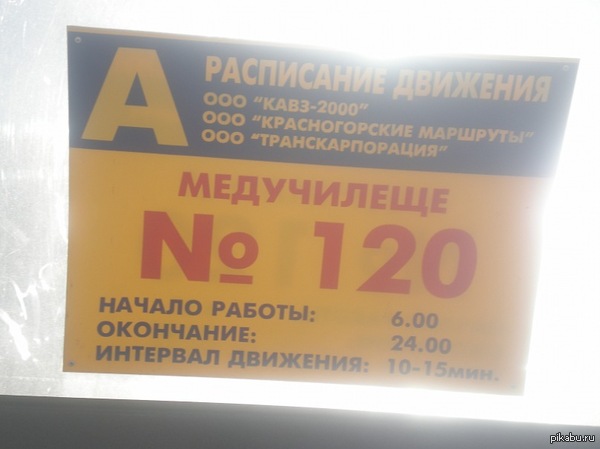 А
РАСПИСАНИЕ ДВИЖЕНИЯ
ООО "КАВЗ-2000"
ООО "КРАСНОГОРСКИЕ МАРШРУТЫ"
ООО "ТРАНСКАРПОРАЦИЯ"
МЕДУЧИЛЕЩЕ
№ 120
НАЧАЛО РАБОТЫ: 6.00
ОКОНЧАНИЕ: 24.00
ИНТЕРВАЛ ДВИЖЕНИЯ: 10-15мин.
pikabu.ru